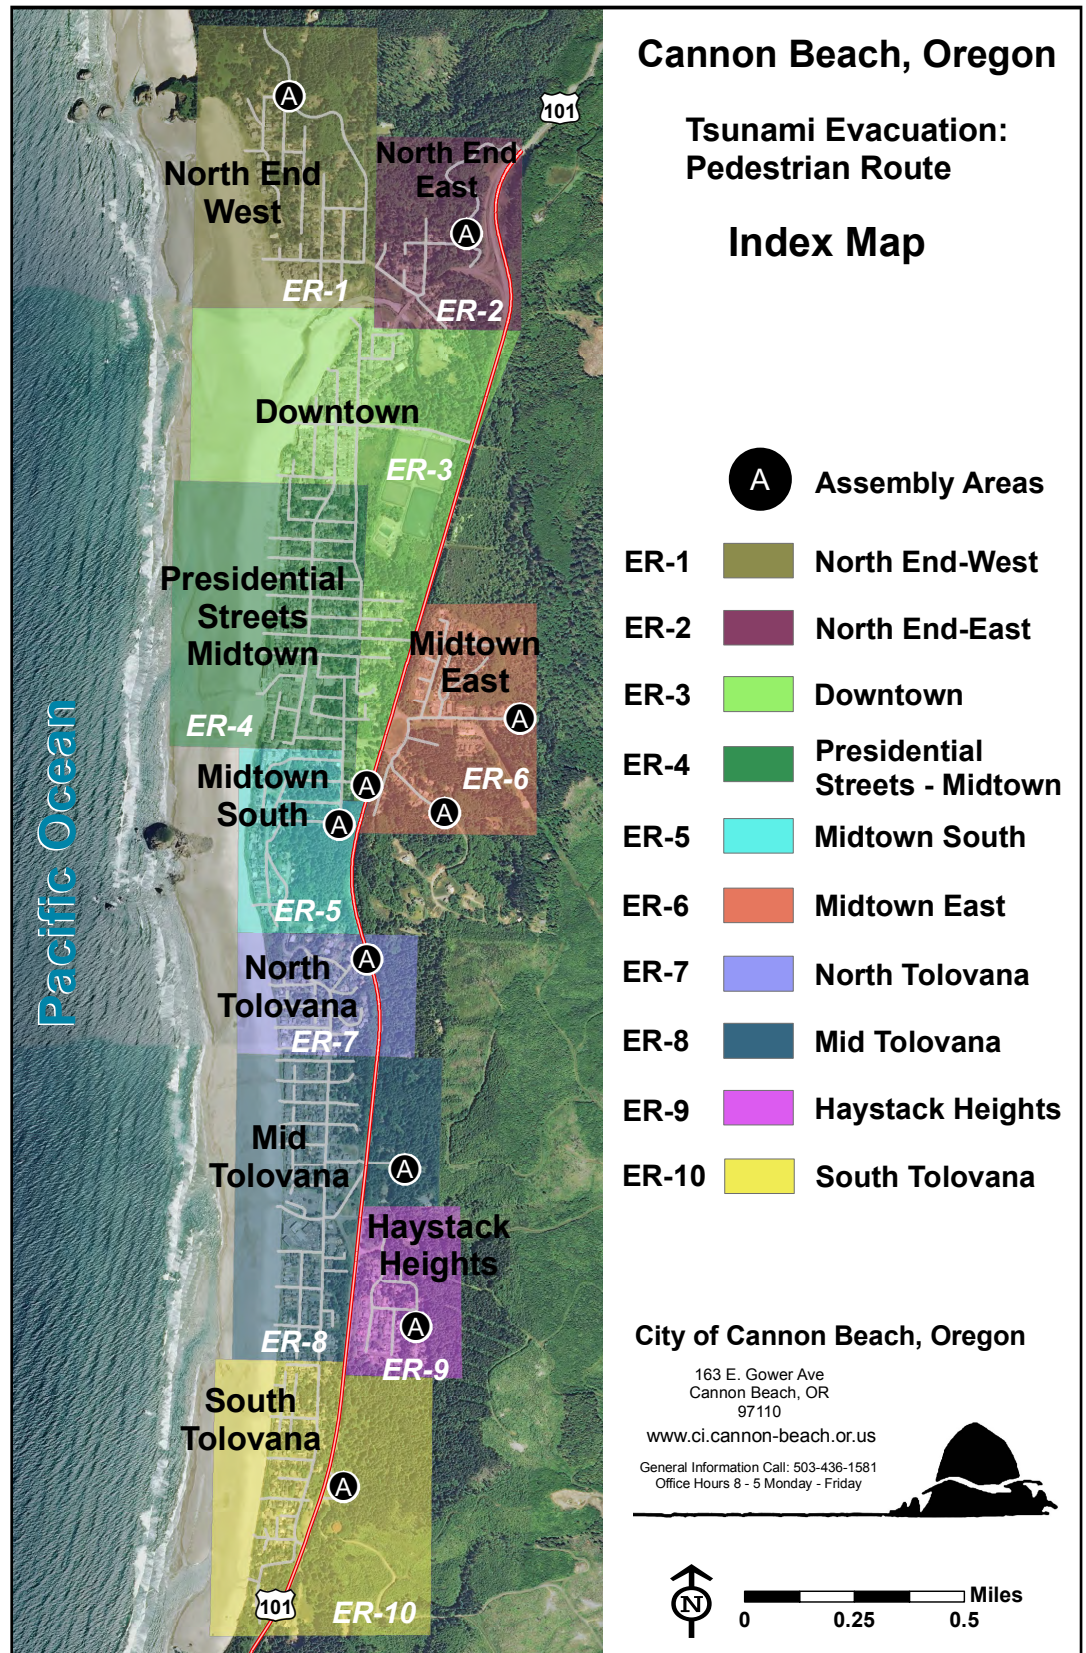 Cannon Beach, Oregon
Tsunami Evacuation:
Pedestrian Route
Index Map
101
A
North End
West
ER-1
North End
East
A
ER-2
Downtown
ER-3
Presidential
Streets
Midtown
ER-4
Midtown
East
A
ER-6
A
A
Midtown
South
A
ER-5
Pacific Ocean
A
North
Tolovana
ER-7
Mid
Tolovana
A
ER-8
Haystack
Heights
A
ER-9
South
Tolovana
A
101
ER-10
A Assembly Areas
ER-1 North End-West
ER-2 North End-East
ER-3 Downtown
ER-4 Presidential
Streets - Midtown
ER-5 Midtown South
ER-6 Midtown East
ER-7 North Tolovana
ER-8 Mid Tolovana
ER-9 Haystack Heights
ER-10 South Tolovana
City of Cannon Beach, Oregon
163 E. Gower Ave
Cannon Beach, OR
97110
www.ci.cannon-beach.or.us
General Information Call: 503-436-1581
Office Hours 8 - 5 Monday - Friday
N
Miles
0 0.25 0.5